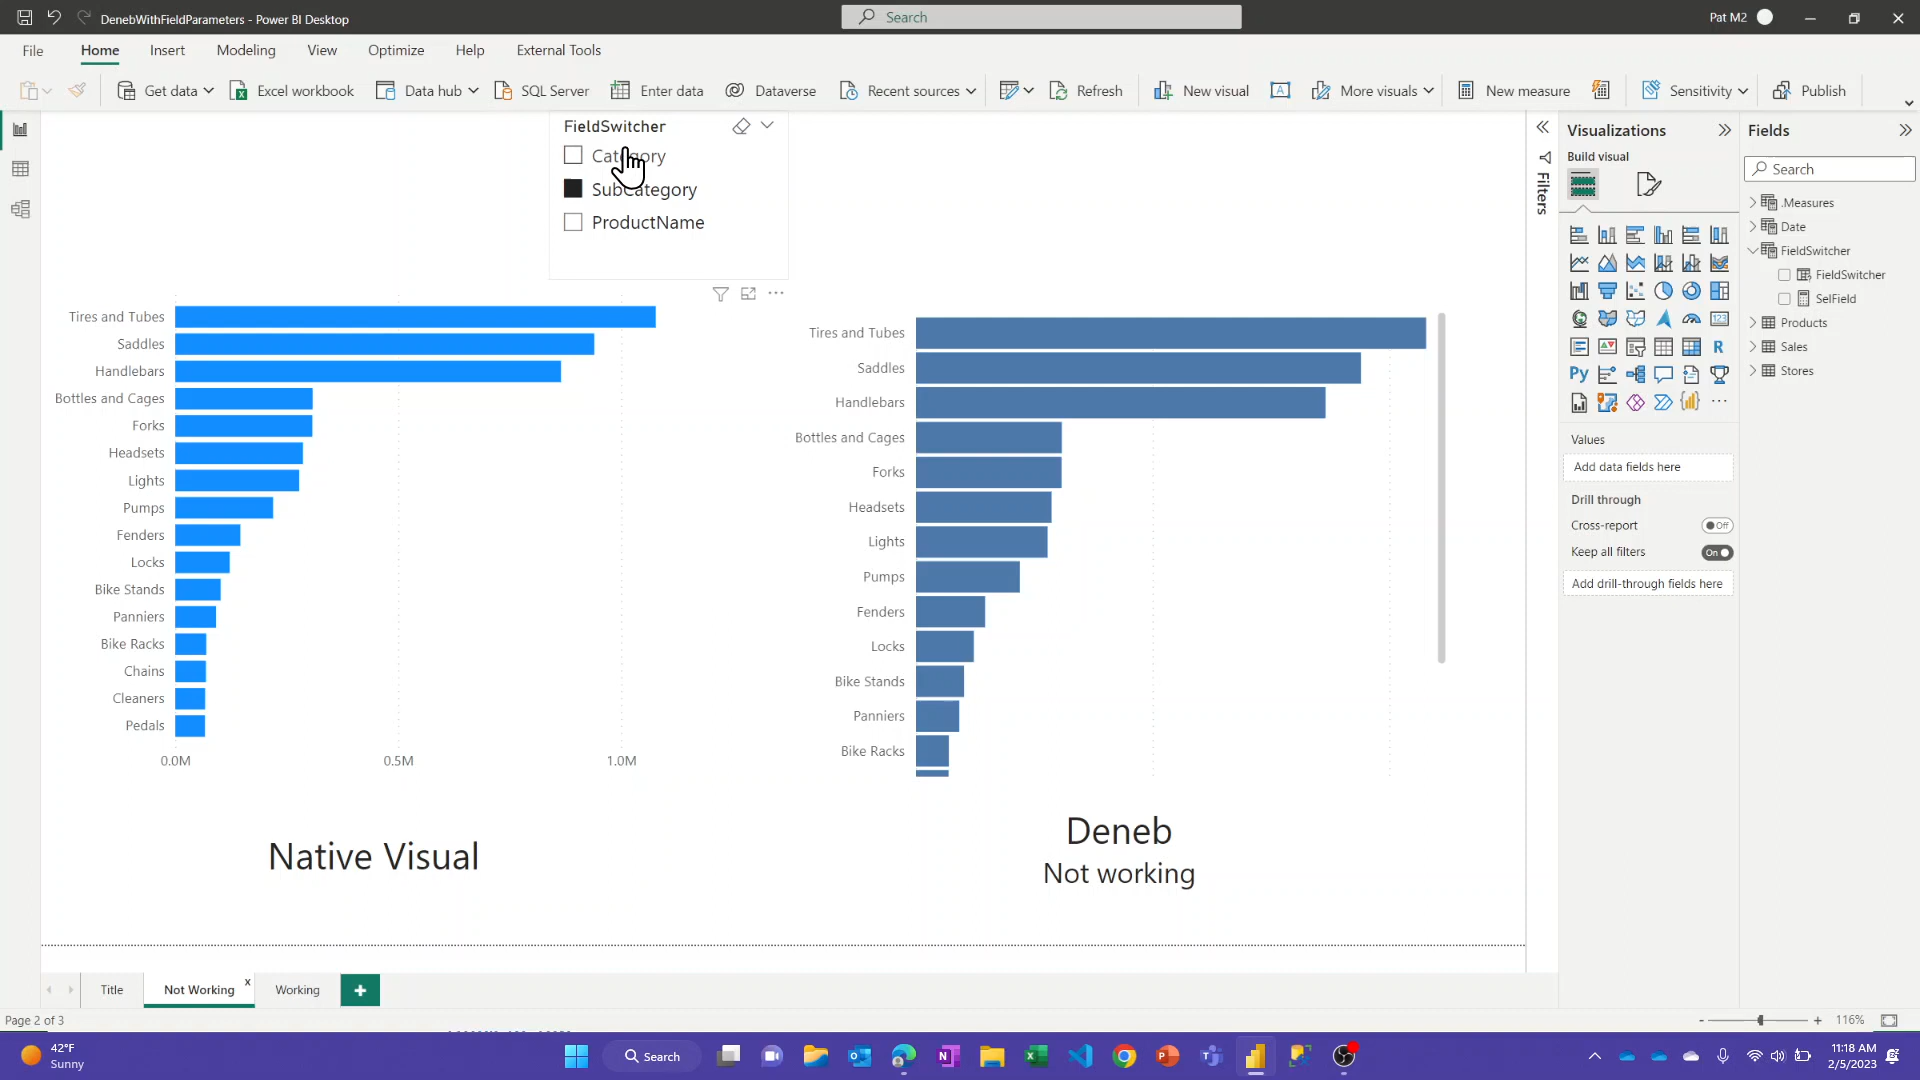 DenebWithFieldParameters - Power BI Desktop
Search
Pat M2
File
Home
Insert
Modeling
View
Optimize
Help
External Tools
Get data
Excel workbook
Data hub
SQL Server
Enter data
Dataverse
Recent sources
Refresh
New visual
More visuals
New measure
Sensitivity
Publish
FieldSwitcher
Category
SubCategory
ProductName
Tires and Tubes
Saddles
Handlebars
Bottles and Cages
Forks
Headsets
Lights
Pumps
Fenders
Locks
Bike Stands
Panniers
Bike Racks
Chains
Cleaners
Pedals
0.0M
0.5M
1.0M
Native Visual
Tires and Tubes
Saddles
Handlebars
Bottles and Cages
Forks
Headsets
Lights
Pumps
Fenders
Locks
Bike Stands
Panniers
Bike Racks
Deneb
Not working
Filters
Visualizations
Build visual
123
R
Py
Values
Add data fields here
Drill through
Cross-report
Off
Keep all filters
On
Add drill-through fields here
Fields
Search
.Measures
Date
FieldSwitcher
FieldSwitcher
SelField
Products
Sales
Stores
Title
Not Working
x
Working
Page 2 of 3
116%
42°F
Sunny
Search
11:18 AM
2/5/2023